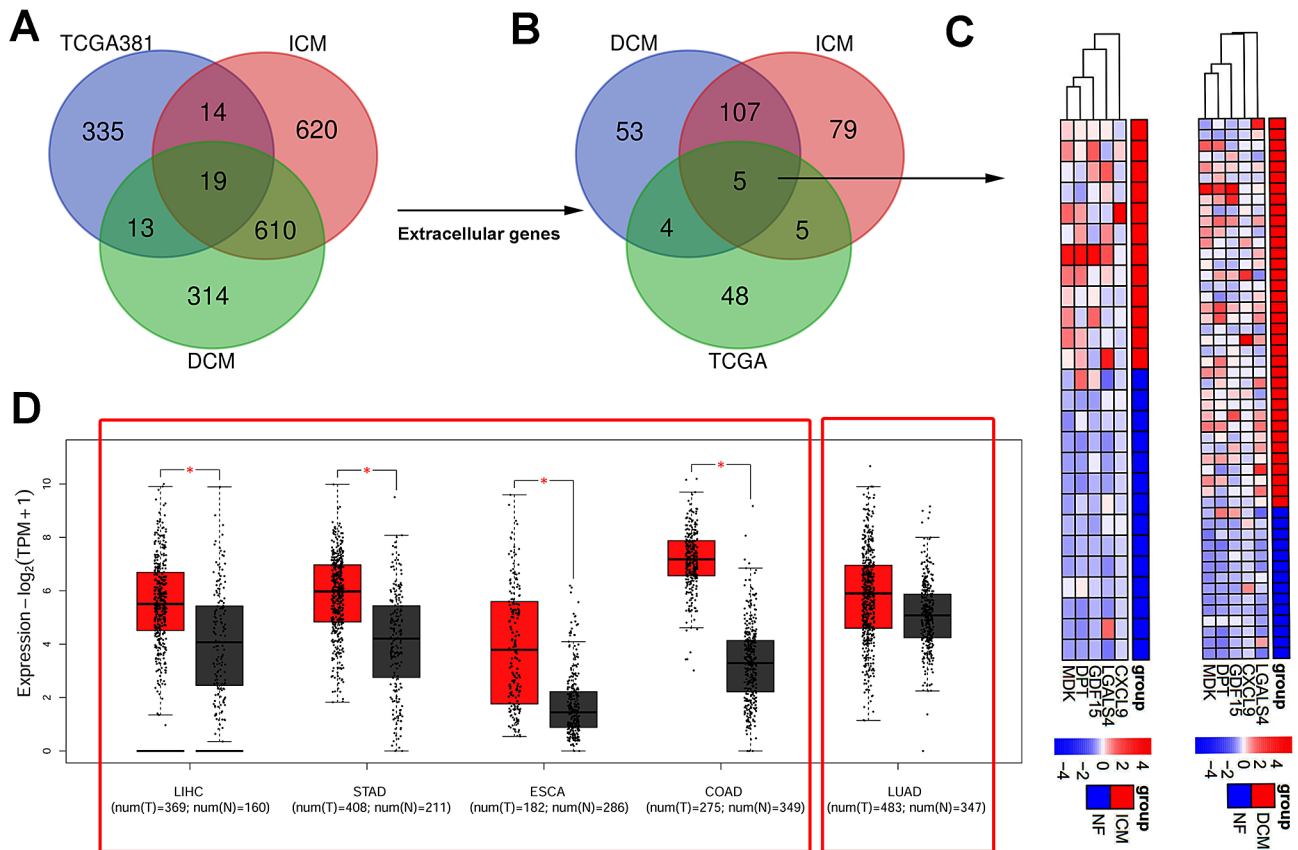 A
TCGA381
ICM
335
14
620
19
13
610
314
DCM
Extracellular genes
B
DCM
ICM
53
107
79
5
4
5
48
TCGA
C
MDK
DPT
GDF15
LGALS4
CXCL9
group
−4
−2
0
2
4
group
ICM
NF
MDK
DPT
GDF15
CXCL9
LGALS4
group
−4
−2
0
2
4
group
DCM
NF
D
Expression − log2(TPM + 1)
10
8
6
4
2
0
*
*
*
*
LIHC
(num(T)=369; num(N)=160)
STAD
(num(T)=408; num(N)=211)
ESCA
(num(T)=182; num(N)=286)
COAD
(num(T)=275; num(N)=349)
LUAD
(num(T)=483; num(N)=347)